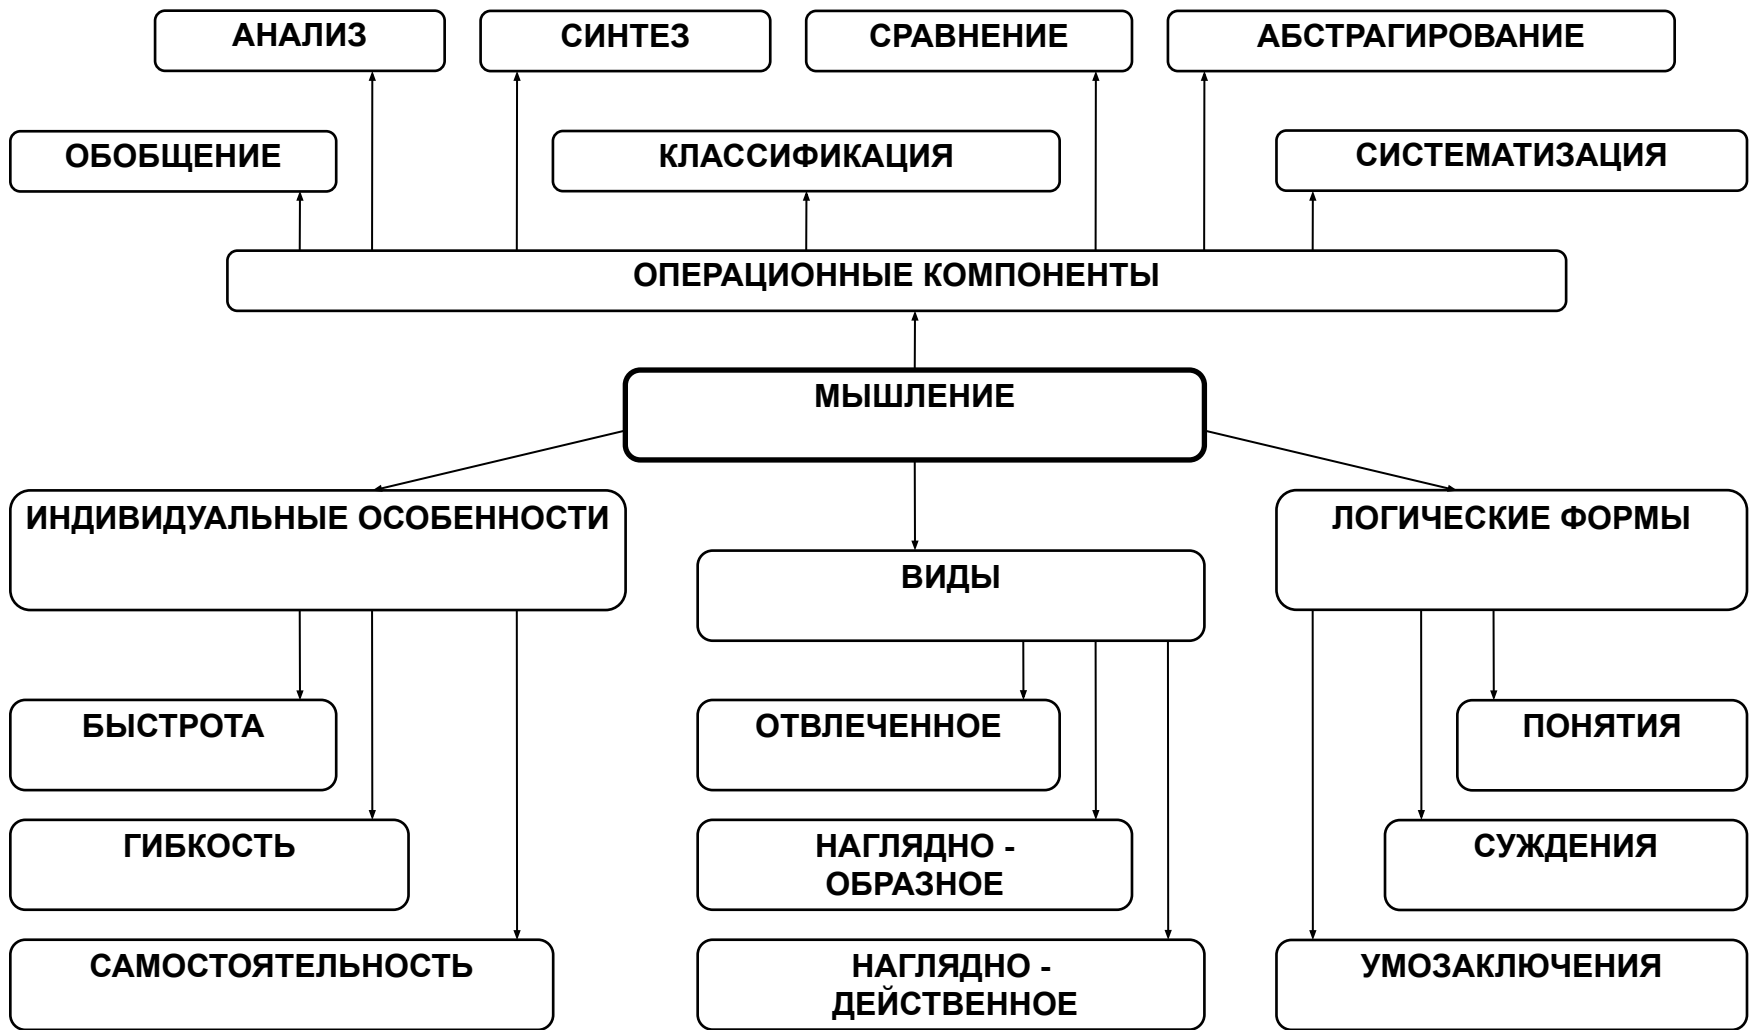 АНАЛИЗ
СИНТЕЗ
СРАВНЕНИЕ
АБСТРАГИРОВАНИЕ
ОБОБЩЕНИЕ
КЛАССИФИКАЦИЯ
СИСТЕМАТИЗАЦИЯ
ОПЕРАЦИОННЫЕ КОМПОНЕНТЫ
МЫШЛЕНИЕ
ИНДИВИДУАЛЬНЫЕ ОСОБЕННОСТИ
ВИДЫ
ЛОГИЧЕСКИЕ ФОРМЫ
БЫСТРОТА
ОТВЛЕЧЕННОЕ
ПОНЯТИЯ
ГИБКОСТЬ
НАГЛЯДНО -
ОБРАЗНОЕ
СУЖДЕНИЯ
САМОСТОЯТЕЛЬНОСТЬ
НАГЛЯДНО -
ДЕЙСТВЕННОЕ
УМОЗАКЛЮЧЕНИЯ